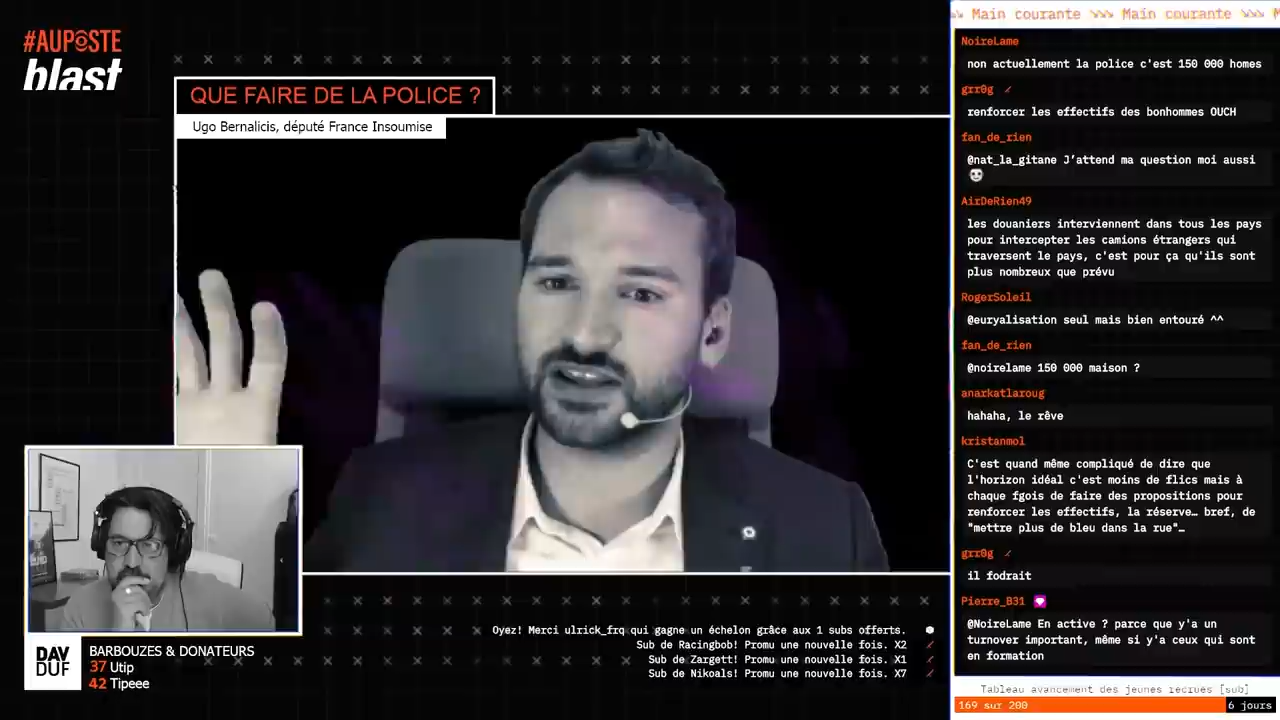 #AUPOSTE
blast
QUE FAIRE DE LA POLICE ?
Ugo Bernalicis, député France Insoumise
DAV
DUF
BARBOUZES & DONATEURS
37 Utip
42 Tipeee
Oyez! Merci ulrick_frq qui gagne un échelon grâce aux 1 subs offerts.
Sub de Racingbob! Promu une nouvelle fois. X2
Sub de Zargett! Promu une nouvelle fois. X1
Sub de Nikoals! Promu une nouvelle fois. X7
Main courante >>> Main courante >>>
NoireLame
non actuellement la police c'est 150 000 homes
grr0g
renforcer les effectifs des bonhommes OUCH
fan_de_rien
@nat_la_gitane J'attend ma question moi aussi
AirDeRien49
les douaniers interviennent dans tous les pays
pour intercepter les camions étrangers qui
traversent le pays, c'est pour ça qu'ils sont
plus nombreux que prévu
RogerSoleil
@euryalisation seul mais bien entouré ^^
fan_de_rien
@noirelame 150 000 maison ?
anarkatlaroug
hahaha, le rêve
kristanmol
C'est quand même compliqué de dire que
l'horizon idéal c'est moins de flics mais à
chaque fgois de faire des propositions pour
renforcer les effectifs, la réserve… bref, de
"mettre plus de bleu dans la rue"…
grr0g
il fodrait
Pierre_B31
@NoireLame En active ? parce que y'a un
turnover important, même si y'a ceux qui sont
en formation
Tableau avancement des jeunes recrues [sub]
169 sur 200
6 jours